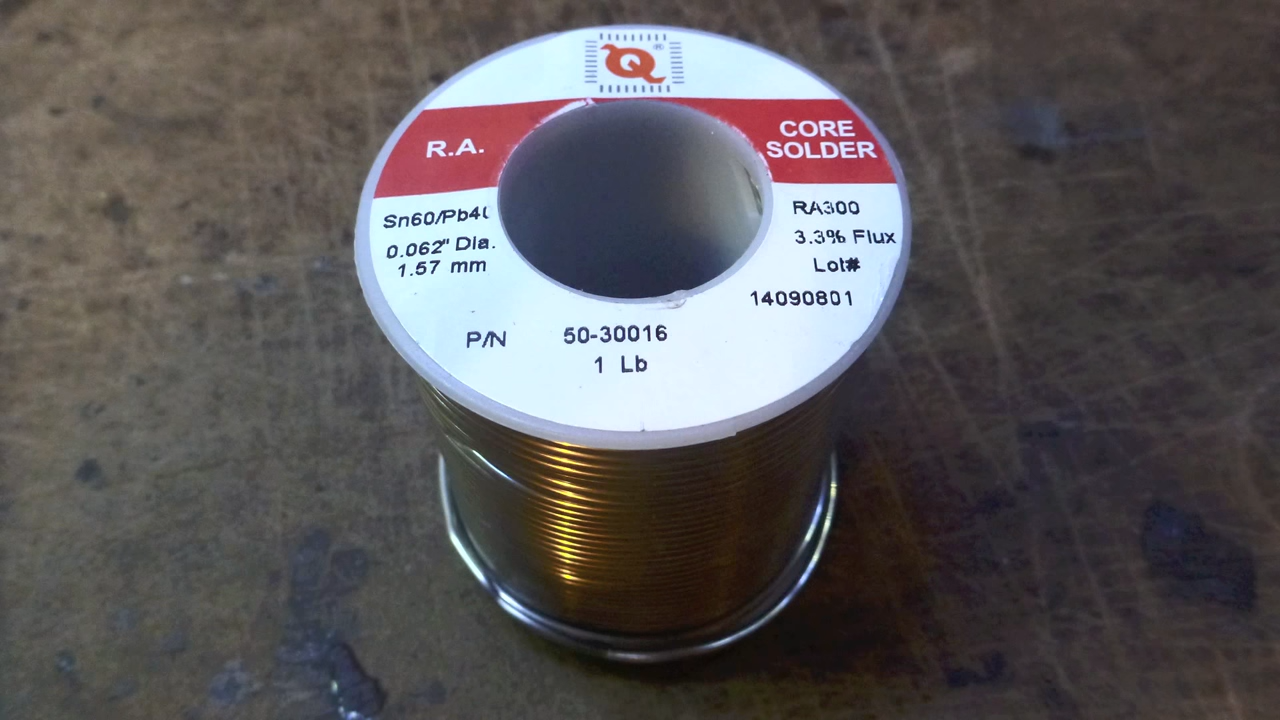 Q®
R.A.
CORE
SOLDER
Sn60/Pb4
0.062" Dia.
1.57 mm
RA300
3.3% Flux
Lot#
14090801
P/N 50-30016
1 Lb